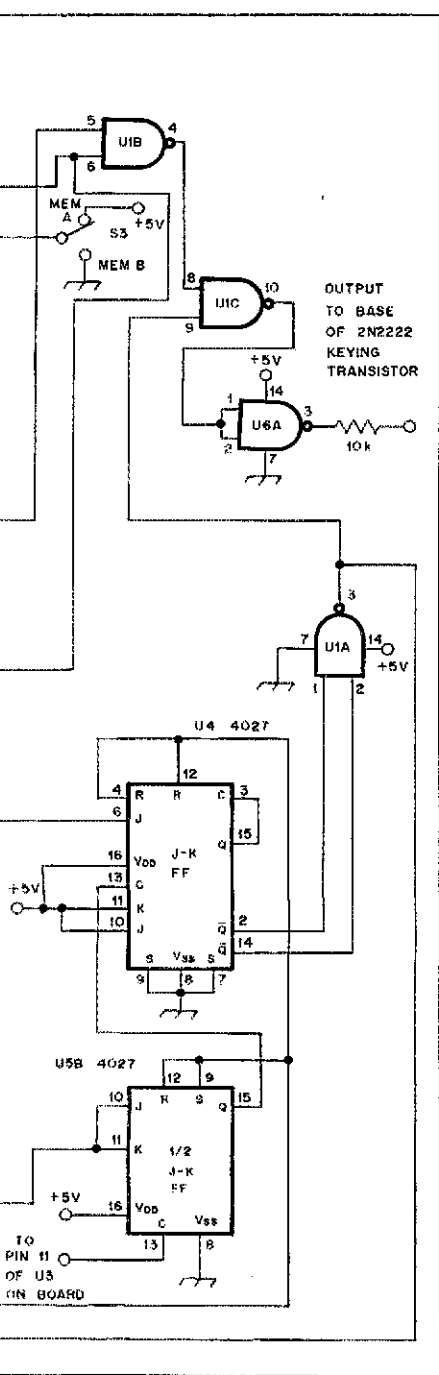 5
U1B
4
6
MEM
A
+5V
S3
MEM B
8
U1C
10
9
OUTPUT
TO BASE
OF 2N2222
KEYING
TRANSISTOR
+5V
14
1
U6A
3
2
10k
7
3
7
U1A
14
+5V
1
2
U4 4027
12
4
R
R
C
3
6
J
Q
15
16
VDD
J-K
FF
13
C
+5V
11
K
10
J
Q̅
2
Q̅
14
S
Vss
S
9
8
7
U5B 4027
12
9
10
J
R
S
Q
15
11
K
1/2
J-K
FF
+5V
16
VDD
C
Vss
13
8
TO
PIN 11
OF U3
ON BOARD